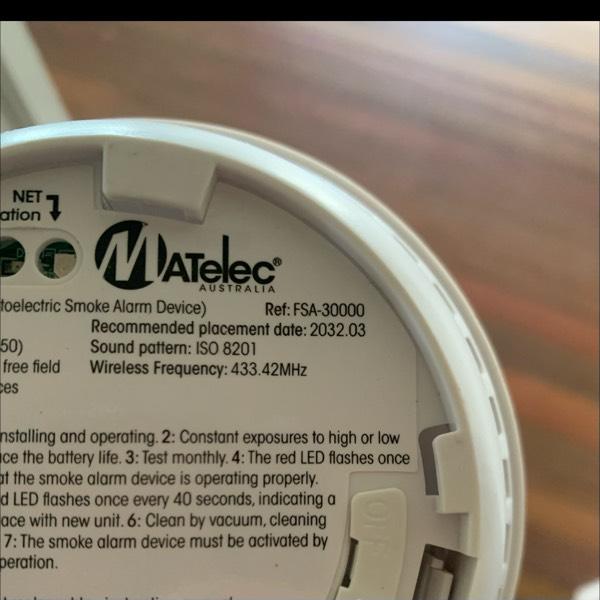 NET
ation
MATelec®
AUSTRALIA
toelectric Smoke Alarm Device) Ref: FSA-30000
Recommended placement date: 2032.03
50) Sound pattern: ISO 8201
free field Wireless Frequency: 433.42MHz
ces
nstalling and operating. 2: Constant exposures to high or low
ce the battery life. 3: Test monthly. 4: The red LED flashes once
at the smoke alarm device is operating properly.
d LED flashes once every 40 seconds, indicating a
ace with new unit. 6: Clean by vacuum, cleaning
7: The smoke alarm device must be activated by
peration.
OFF